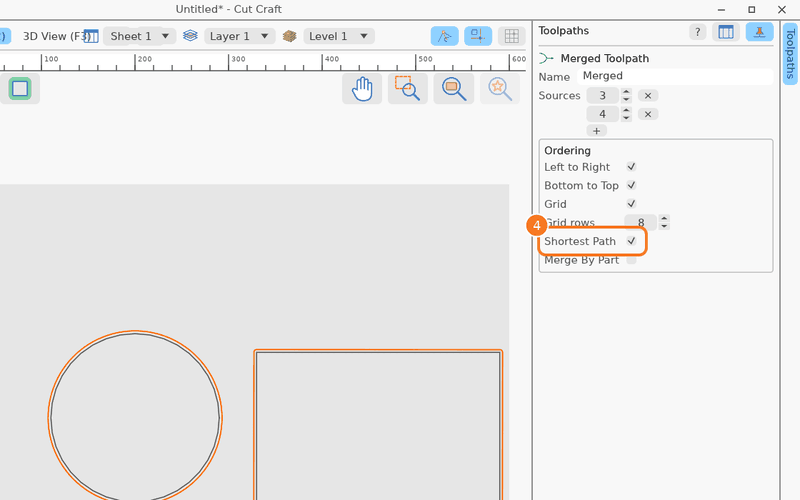 Untitled* - Cut Craft
3D View (F3) Sheet 1 Layer 1 Level 1
100 200 300 400 500 600
Toolpaths ?
Toolpaths
Merged Toolpath
Name Merged
Sources 3 ×
4 ×
+
Ordering
Left to Right ✓
Bottom to Top ✓
Grid ✓
Grid rows 8
4
Shortest Path ✓
Merge By Part